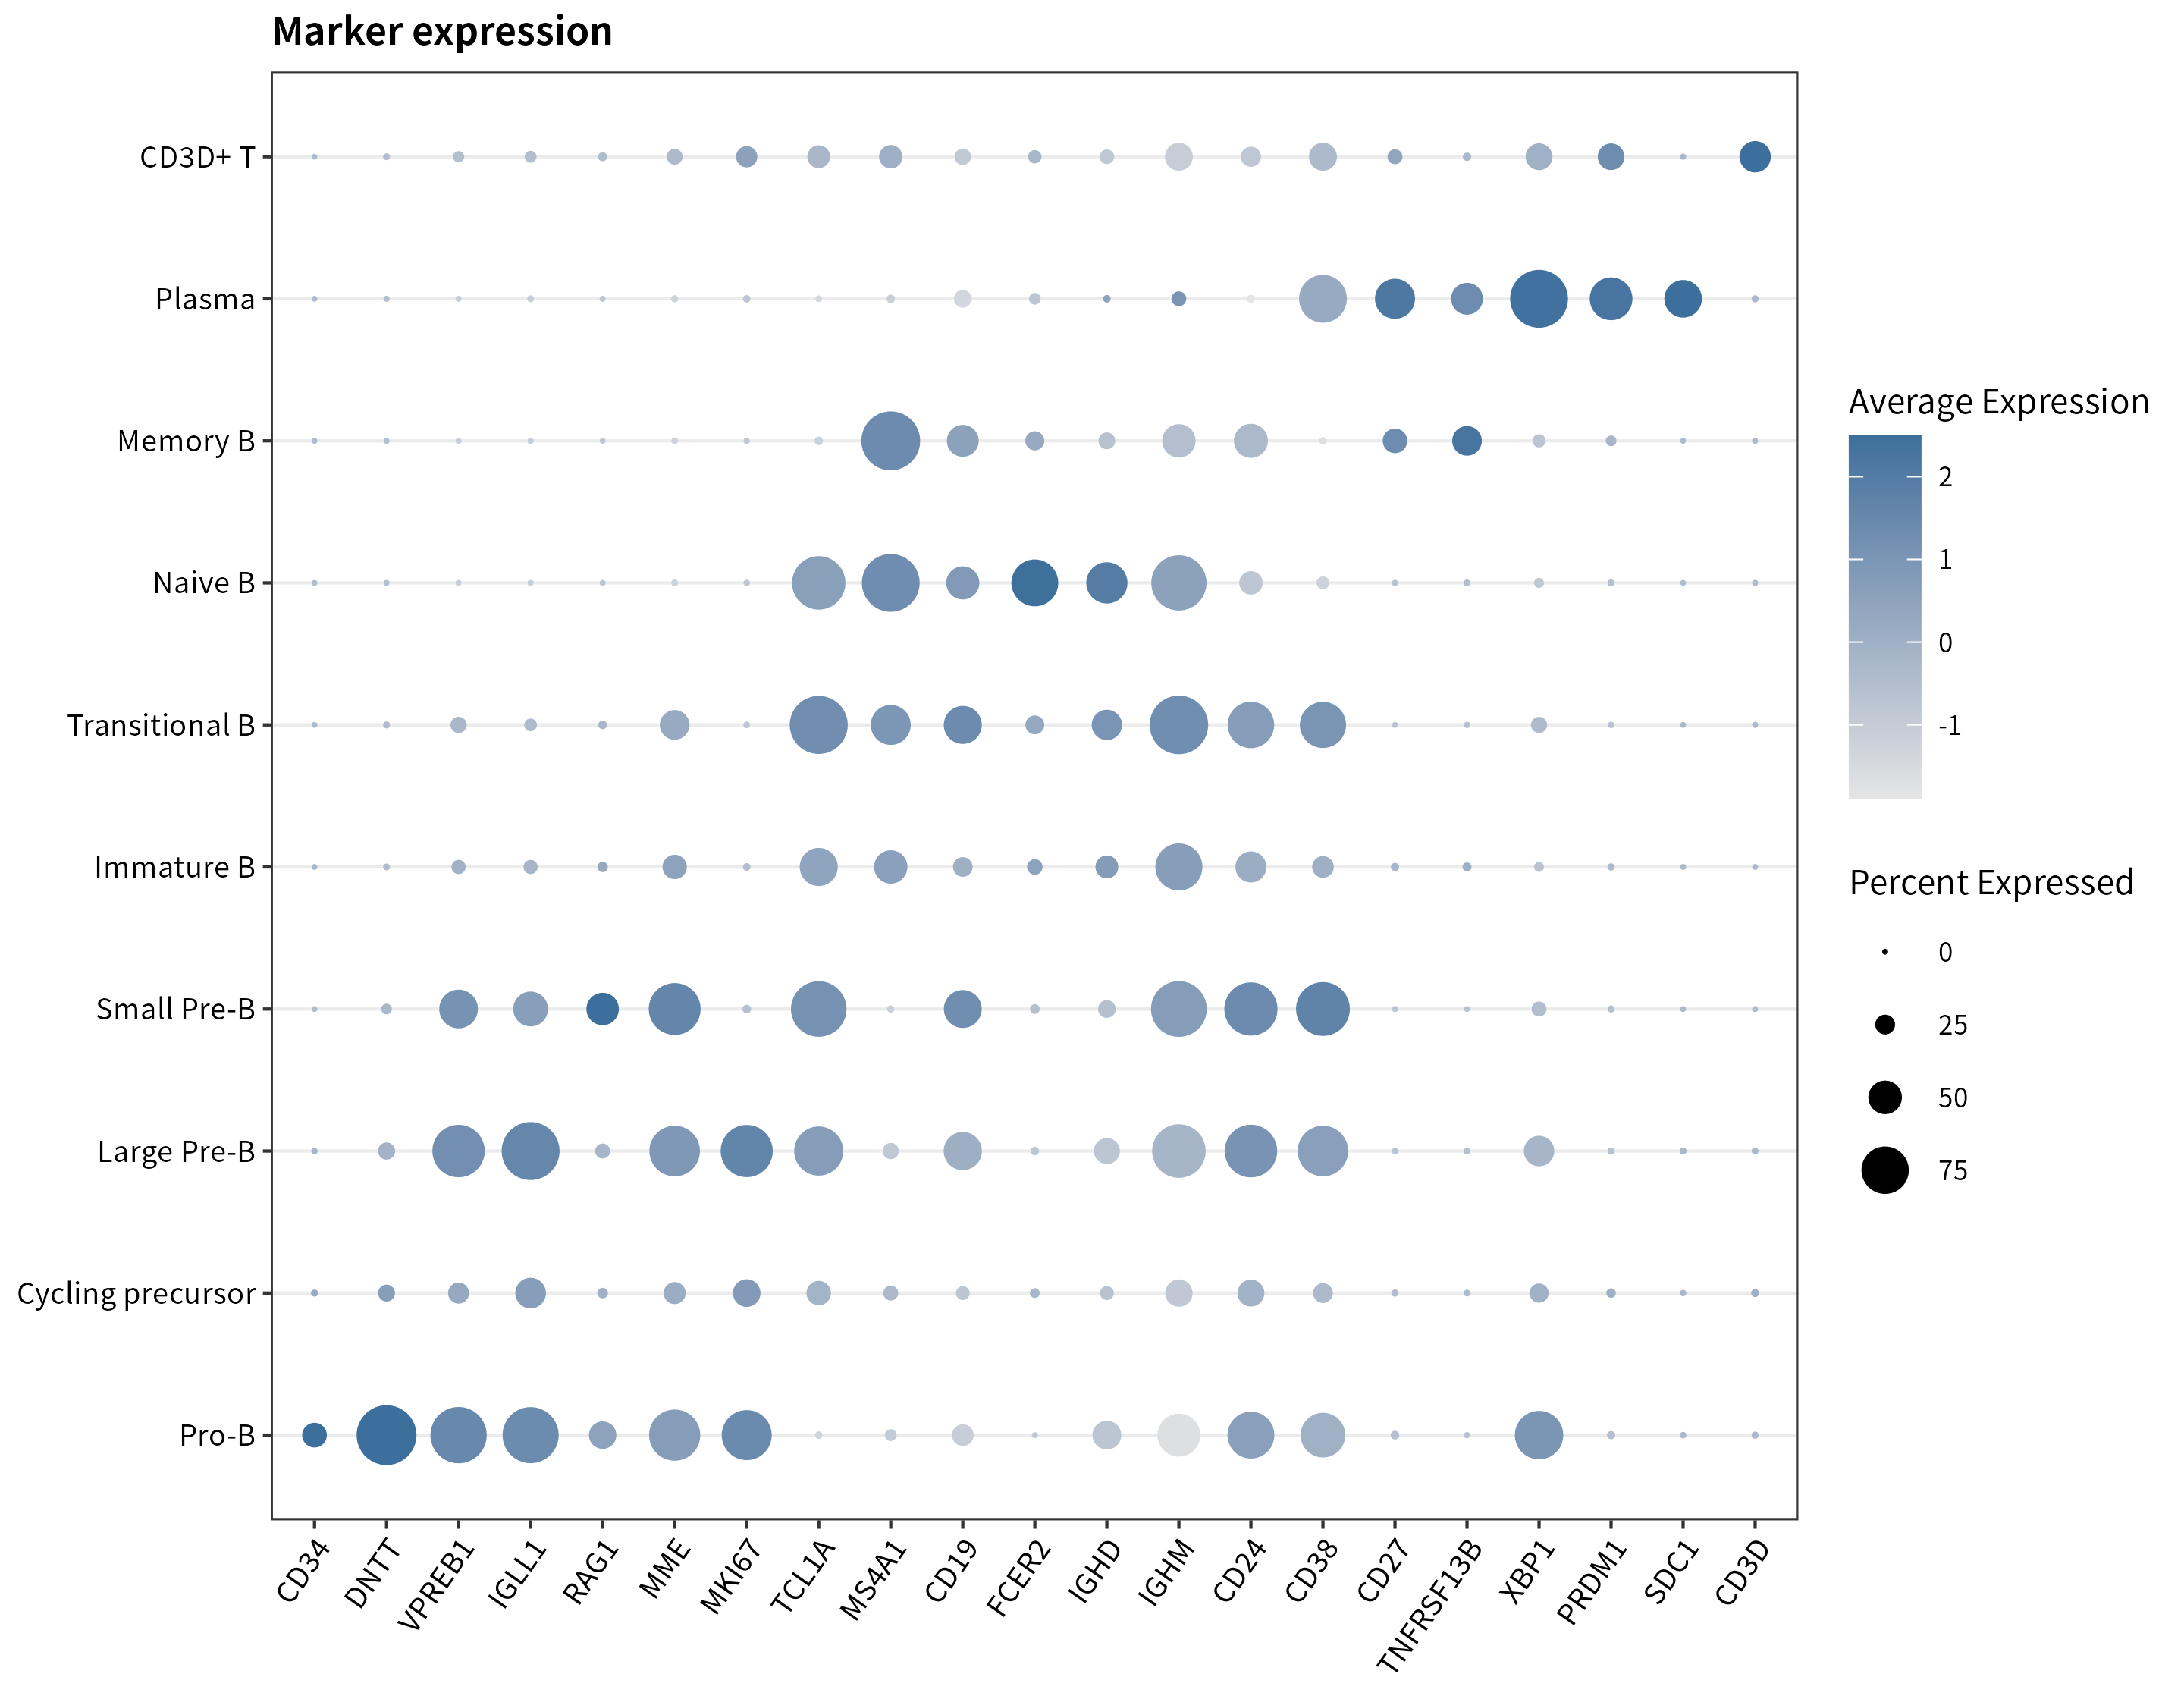 Marker expression
CD3D+ T
Plasma
Memory B
Naive B
Transitional B
Immature B
Small Pre-B
Large Pre-B
Cycling precursor
Pro-B
CD34
DNTT
VPREB1
IGLL1
RAG1
MME
MKI67
TCL1A
MS4A1
CD19
FCER2
IGHD
IGHM
CD24
CD38
CD27
TNFRSF13B
XBP1
PRDM1
SDC1
CD3D
Average Expression
2
1
0
-1
Percent Expressed
0
25
50
75